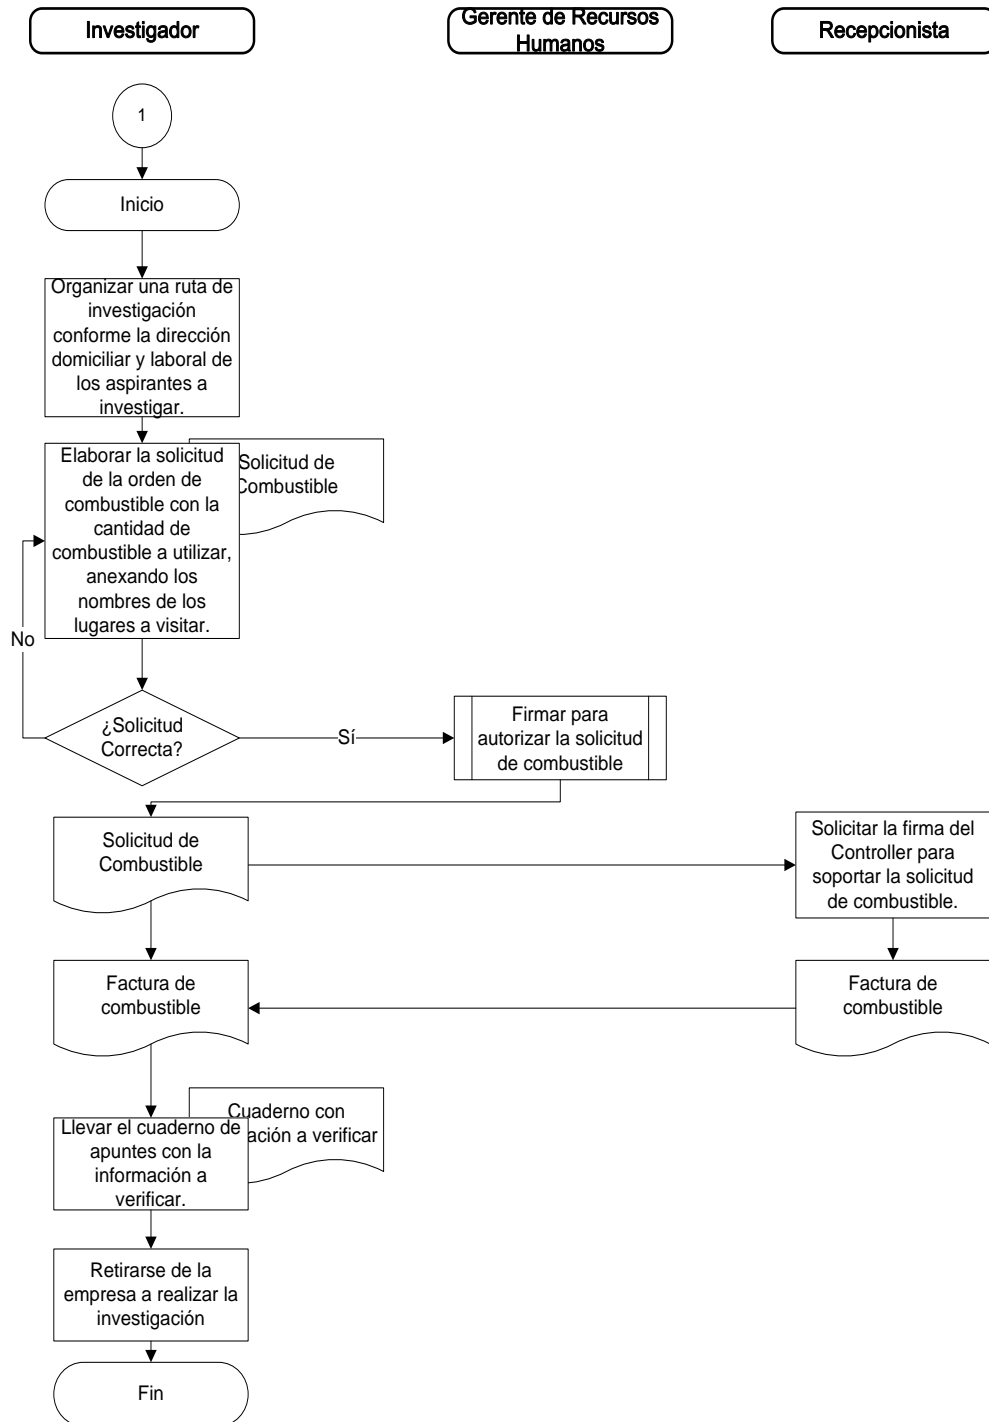 Investigador
Gerente de Recursos
Humanos
Recepcionista
1
Inicio
Organizar una ruta de
investigación
conforme la dirección
domiciliar y laboral de
los aspirantes a
investigar.
Elaborar la solicitud
de la orden de
combustible con la
cantidad de
combustible a utilizar,
anexando los
nombres de los
lugares a visitar.
Solicitud de
Combustible
No
¿Solicitud
Correcta?
Sí
Firmar para
autorizar la solicitud
de combustible
Solicitud de
Combustible
Solicitar la firma del
Controller para
soportar la solicitud
de combustible.
Factura de
combustible
Factura de
combustible
Cuaderno con
a verificar
Llevar el cuaderno de
apuntes con la
información a
verificar.
Retirarse de la
empresa a realizar la
investigación
Fin